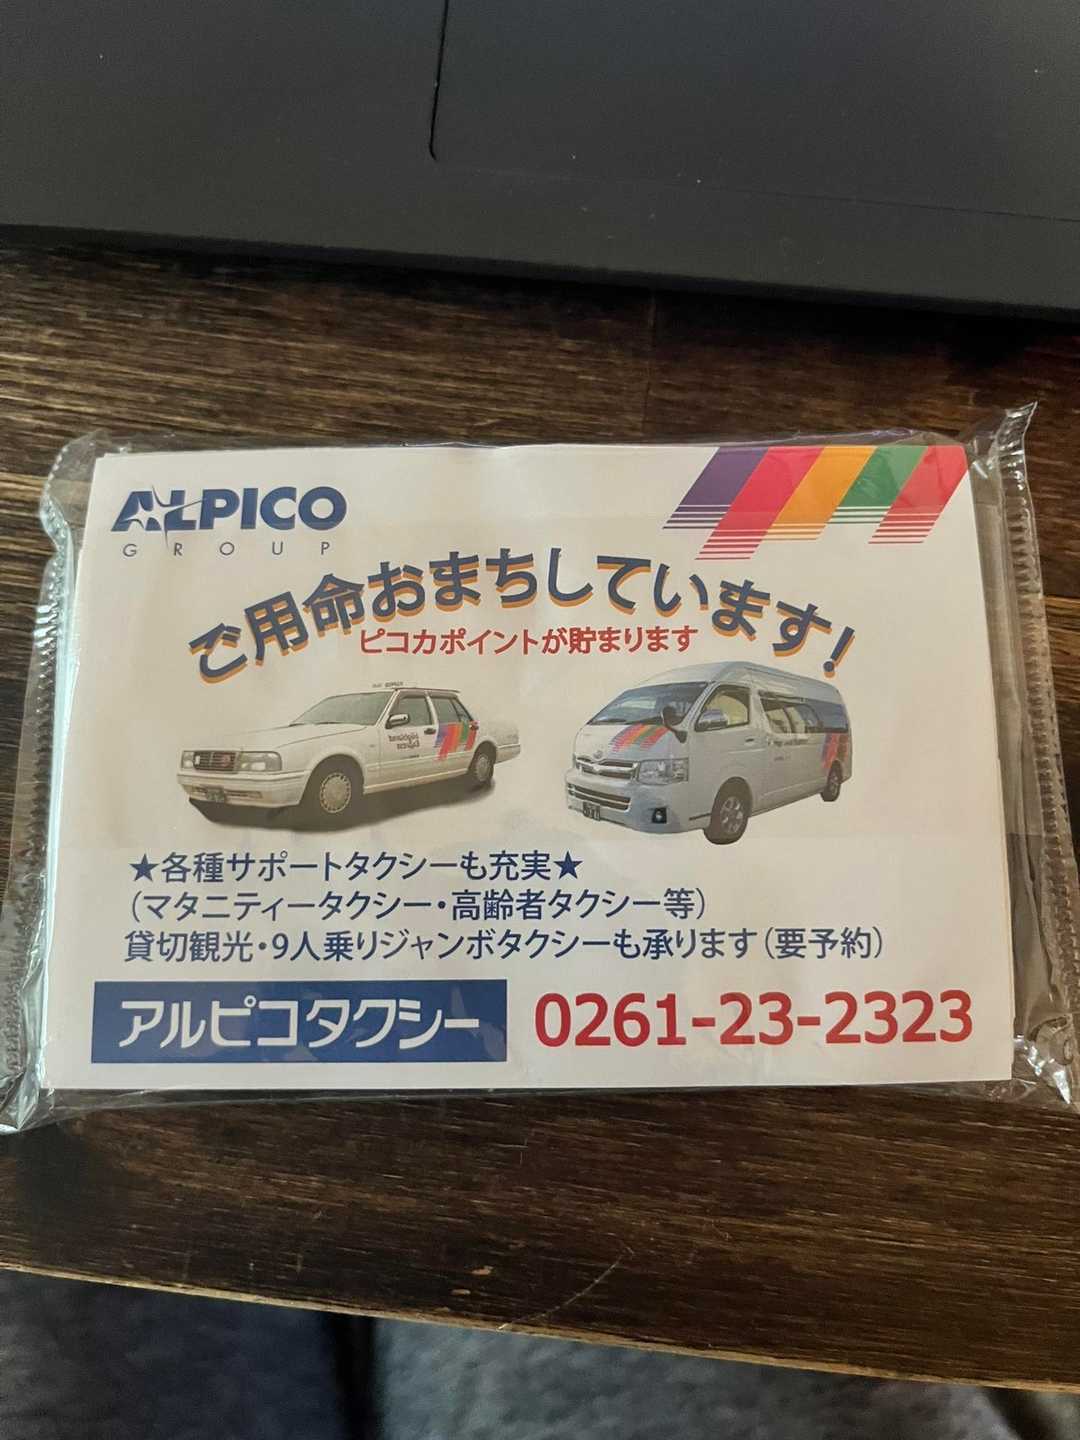 ALPICO
GROUP
ご用命おまちしています!
ピコカポイントが貯まります
★各種サポートタクシーも充実★
(マタニティータクシー・高齢者タクシー等)
貸切観光・9人乗りジャンボタクシーも承ります(要予約)
アルピコタクシー
0261-23-2323